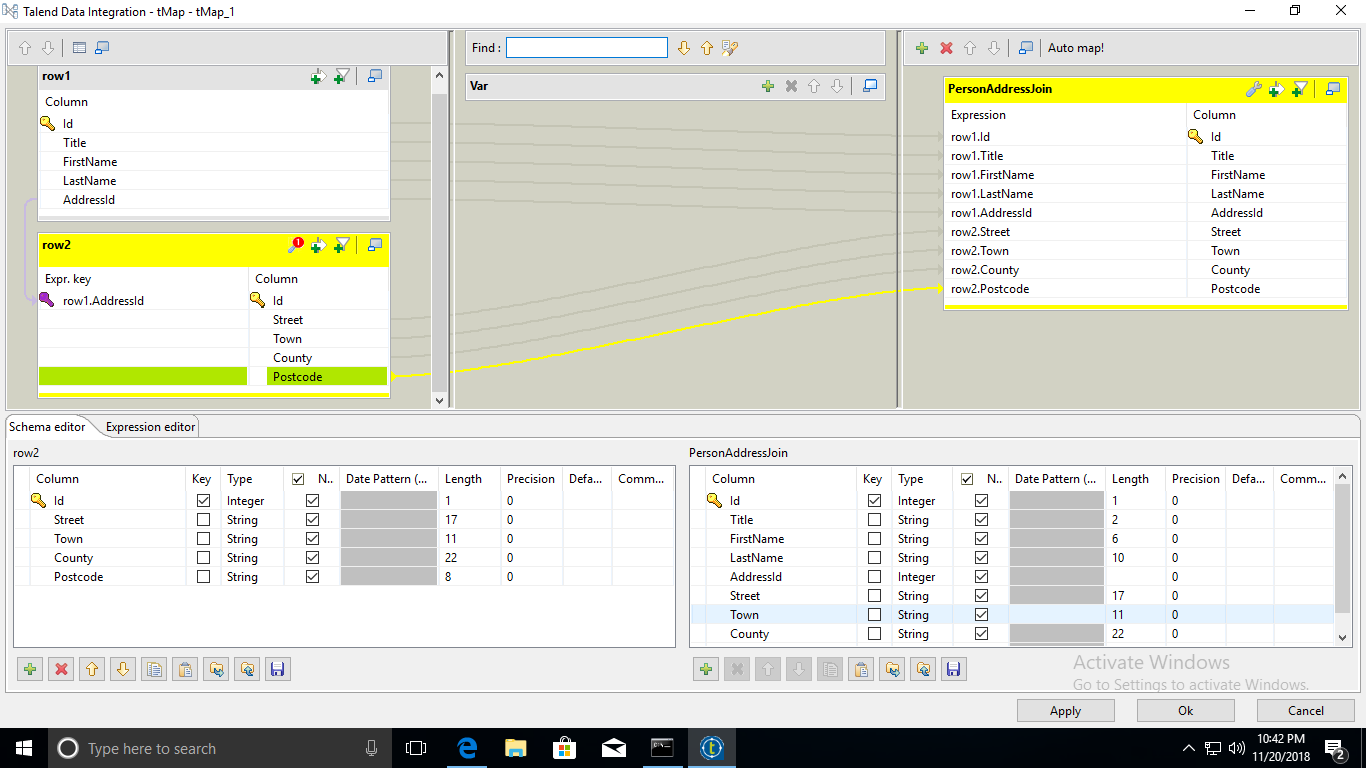 Talend Data Integration - tMap - tMap_1
row1
Column
Id
Title
FirstName
LastName
AddressId
row2
1
Expr. key Column
row1.AddressId Id
Street
Town
County
Postcode
Find :
Var
Auto map!
PersonAddressJoin
Expression Column
row1.Id Id
row1.Title Title
row1.FirstName FirstName
row1.LastName LastName
row1.AddressId AddressId
row2.Street Street
row2.Town Town
row2.County County
row2.Postcode Postcode
Schema editor Expression editor
row2
Column Key Type N.. Date Pattern (... Length Precision Defa... Comm...
Id Integer 1 0
Street String 17 0
Town String 11 0
County String 22 0
Postcode String 8 0
PersonAddressJoin
Column Key Type N.. Date Pattern (... Length Precision Defa... Comm...
Id Integer 1 0
Title String 2 0
FirstName String 6 0
LastName String 10 0
AddressId Integer 0
Street String 17 0
Town String 11 0
County String 22 0
Activate Windows
Go to Settings to activate Windows.
Apply Ok Cancel
Type here to search
10:42 PM
11/20/2018
2